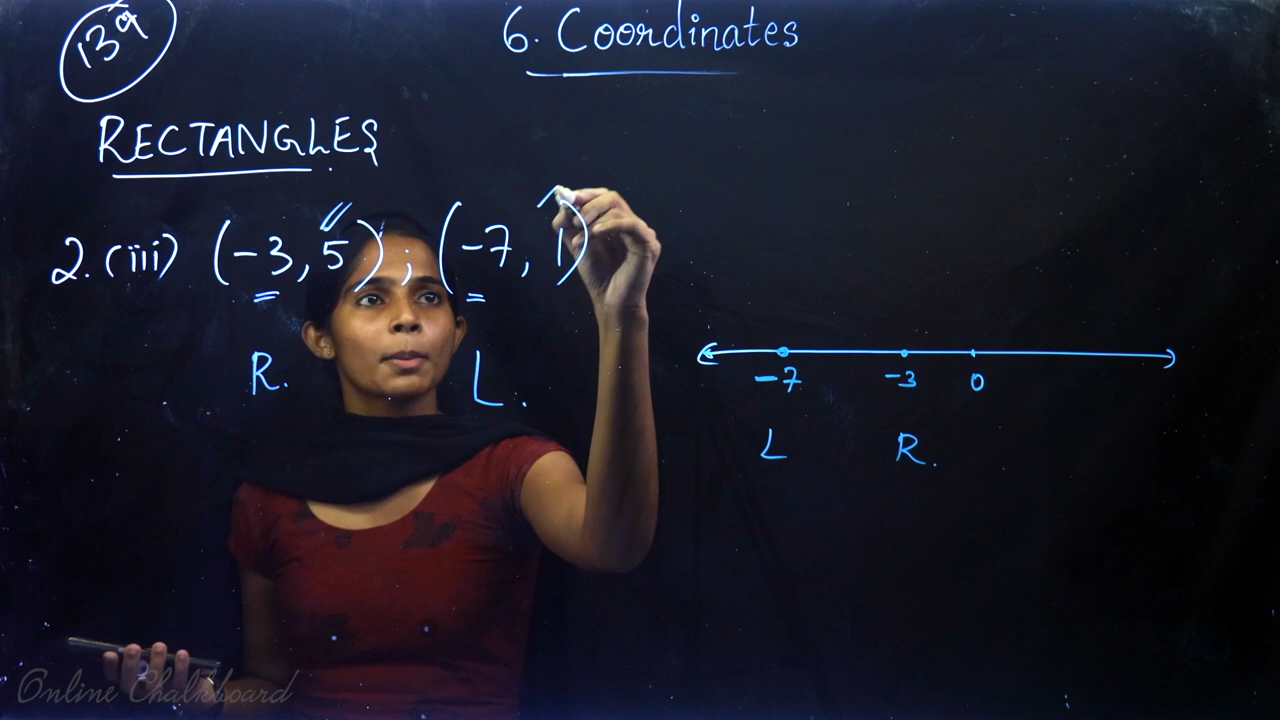 139
6. Coordinates
RECTANGLES
2. (iii) (-3, 5) ; (-7, 1)
R. L.
-7 -3 0
L R.
Online Chalkboard